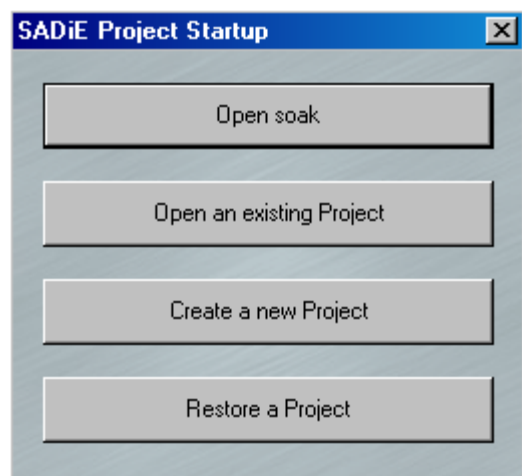 SADiE Project Startup
Open soak
Open an existing Project
Create a new Project
Restore a Project